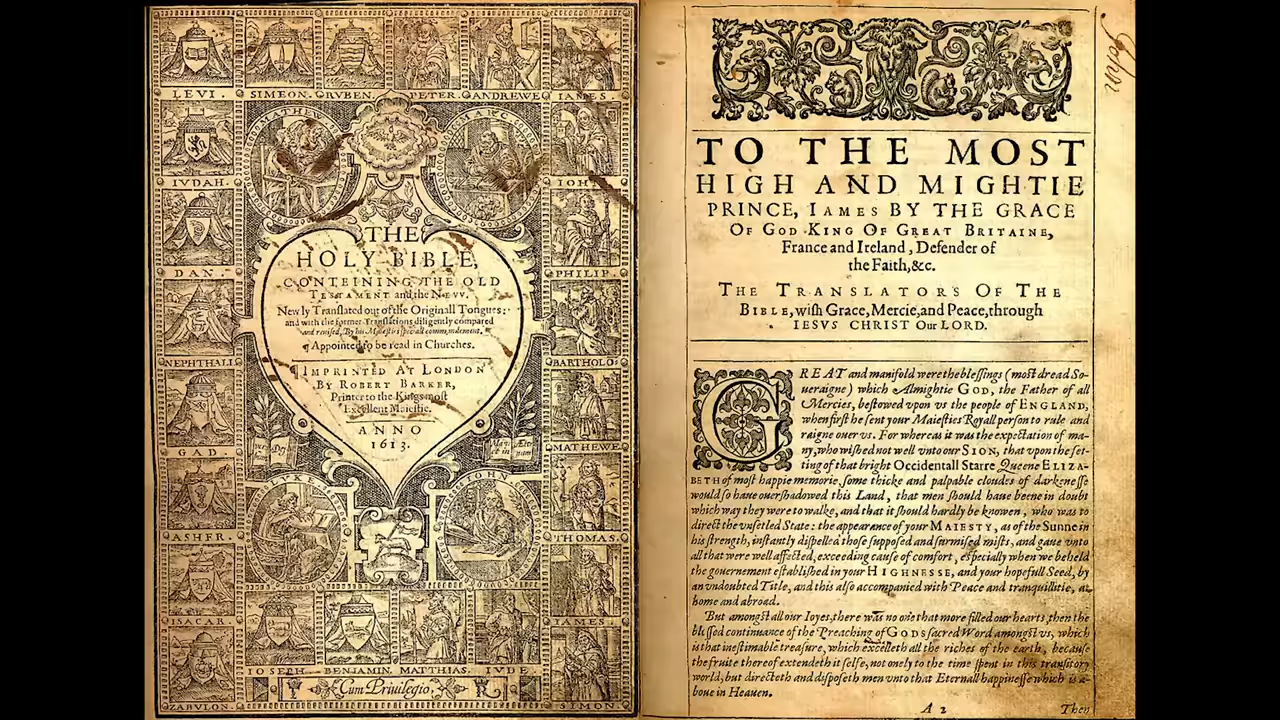 LEVI. SIMEON. RVBEN. PETER. ANDREWE. IAMES.
MATHEW
MARC
IVDAH.
IOHN
DAN.
PHILIP.
NEPHTHALI
BARTHOLO:
THE
HOLY BIBLE,
CONTEINING THE OLD
TESTAMENT and the NEVV.
Newly Translated out of the Originall Tongues:
and with the former Translations diligently compared
and reuised, By his Maiesties speciall commandement.
¶ Appointed to be read in Churches.
¶ IMPRINTED AT LONDON
BY ROBERT BARKER,
Printer to the Kings most
Excellent Maiestie.
ANNO
1613.
GAD.
MATHEWE
LVKE
IOHN
ASHER.
THOMAS.
ISACAR.
IAMES.
IOSEPH. BENIAMIN. MATTHIAS. IVDE.
ZABVLON.
Cum Priuilegio.
SIMON.
John
TO THE MOST
HIGH AND MIGHTIE
PRINCE, IAMES BY THE GRACE
OF GOD KING OF GREAT BRITAINE,
France and Ireland, Defender of
the Faith, &c.
THE TRANSLATORS OF THE
BIBLE, wish Grace, Mercie, and Peace, through
IESVS CHRIST Our LORD.
GREAT and manifold were the blessings (most dread So-
ueraigne) which Almightie GOD, the Father of all
Mercies, bestowed vpon vs the people of ENGLAND,
when first he sent your Maiesties Royall person to rule and
raigne ouer vs. For whereas it was the expectation of ma-
ny, who wished not well vnto our SION, that vpon the set-
ting of that bright Occidentall Starre Queene ELIZA-
BETH of most happie memorie, some thicke and palpable cloudes of darkenesse
would so haue ouershadowed this Land, that men should haue beene in doubt
which way they were to walke, and that it should hardly be knowen, who was to
direct the vnsetled State: the appearance of your MAIESTY, as of the Sunne in
his strength, instantly dispelled those supposed and surmised mists, and gaue vnto
all that were well affected, exceeding cause of comfort, especially when we beheld
the gouernement established in your HIGHNESSE, and your hopefull Seed, by
an vndoubted Title, and this also accompanied with Peace and tranquillitie, at
home and abroad.
But amongst all our Ioyes, there was no one that more filled our hearts, then the
blessed continuance of the Preaching of GODS sacred Word amongst vs, which
is that inestimable treasure, which excelleth all the riches of the earth, because
the fruite thereof extendeth it selfe, not onely to the time spent in this transitory
world, but directeth and disposeth men vnto that Eternall happinesse which is a-
boue in Heauen.
A 2 Then